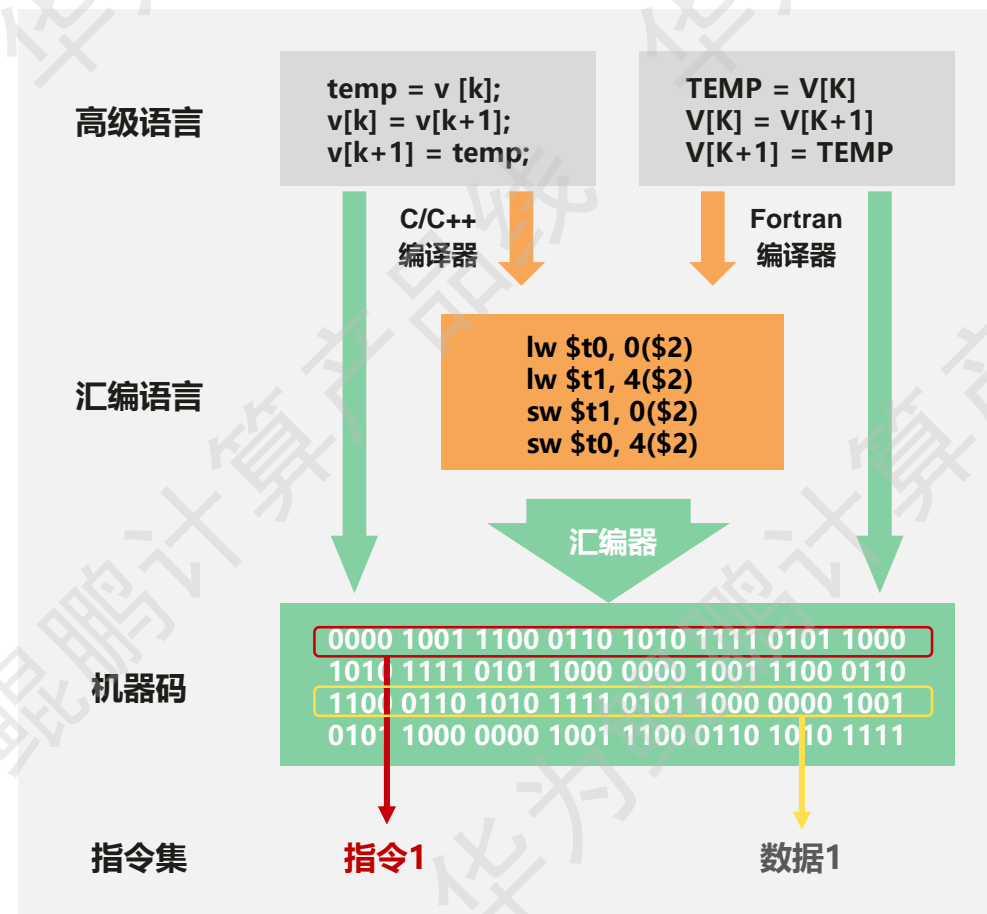 高级语言
temp = v [k];
v[k] = v[k+1];
v[k+1] = temp;
TEMP = V[K]
V[K] = V[K+1]
V[K+1] = TEMP
C/C++
编译器
Fortran
编译器
汇编语言
lw $t0, 0($2)
lw $t1, 4($2)
sw $t1, 0($2)
sw $t0, 4($2)
汇编器
机器码
0000 1001 1100 0110 1010 1111 0101 1000
1010 1111 0101 1000 0000 1001 1100 0110
1100 0110 1010 1111 0101 1000 0000 1001
0101 1000 0000 1001 1100 0110 1010 1111
指令集
指令1
数据1